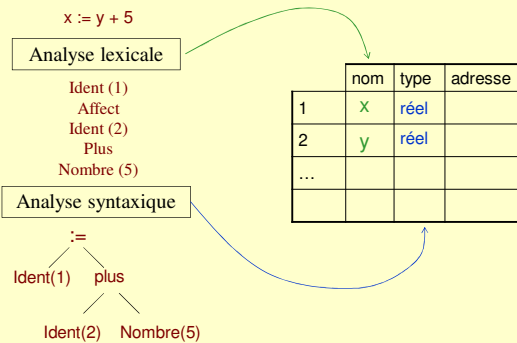 x := y + 5
Analyse lexicale
Ident (1)
Affect
Ident (2)
Plus
Nombre (5)
Analyse syntaxique
:=
Ident(1) plus
Ident(2) Nombre(5)
nom type adresse
1 x réel
2 y réel
...